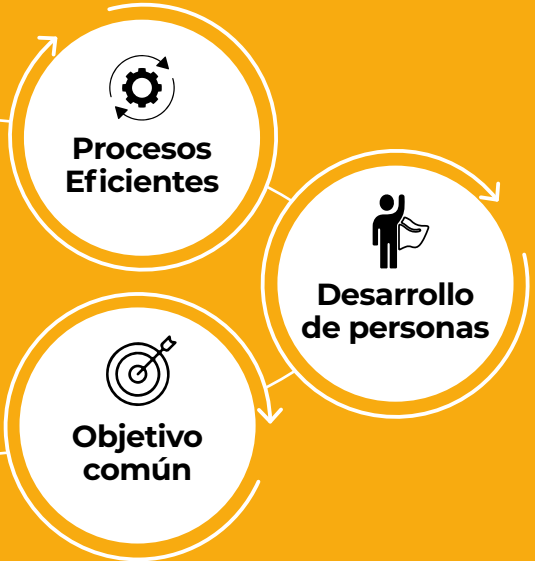 Procesos
Eficientes
Desarrollo
de personas
Objetivo
común